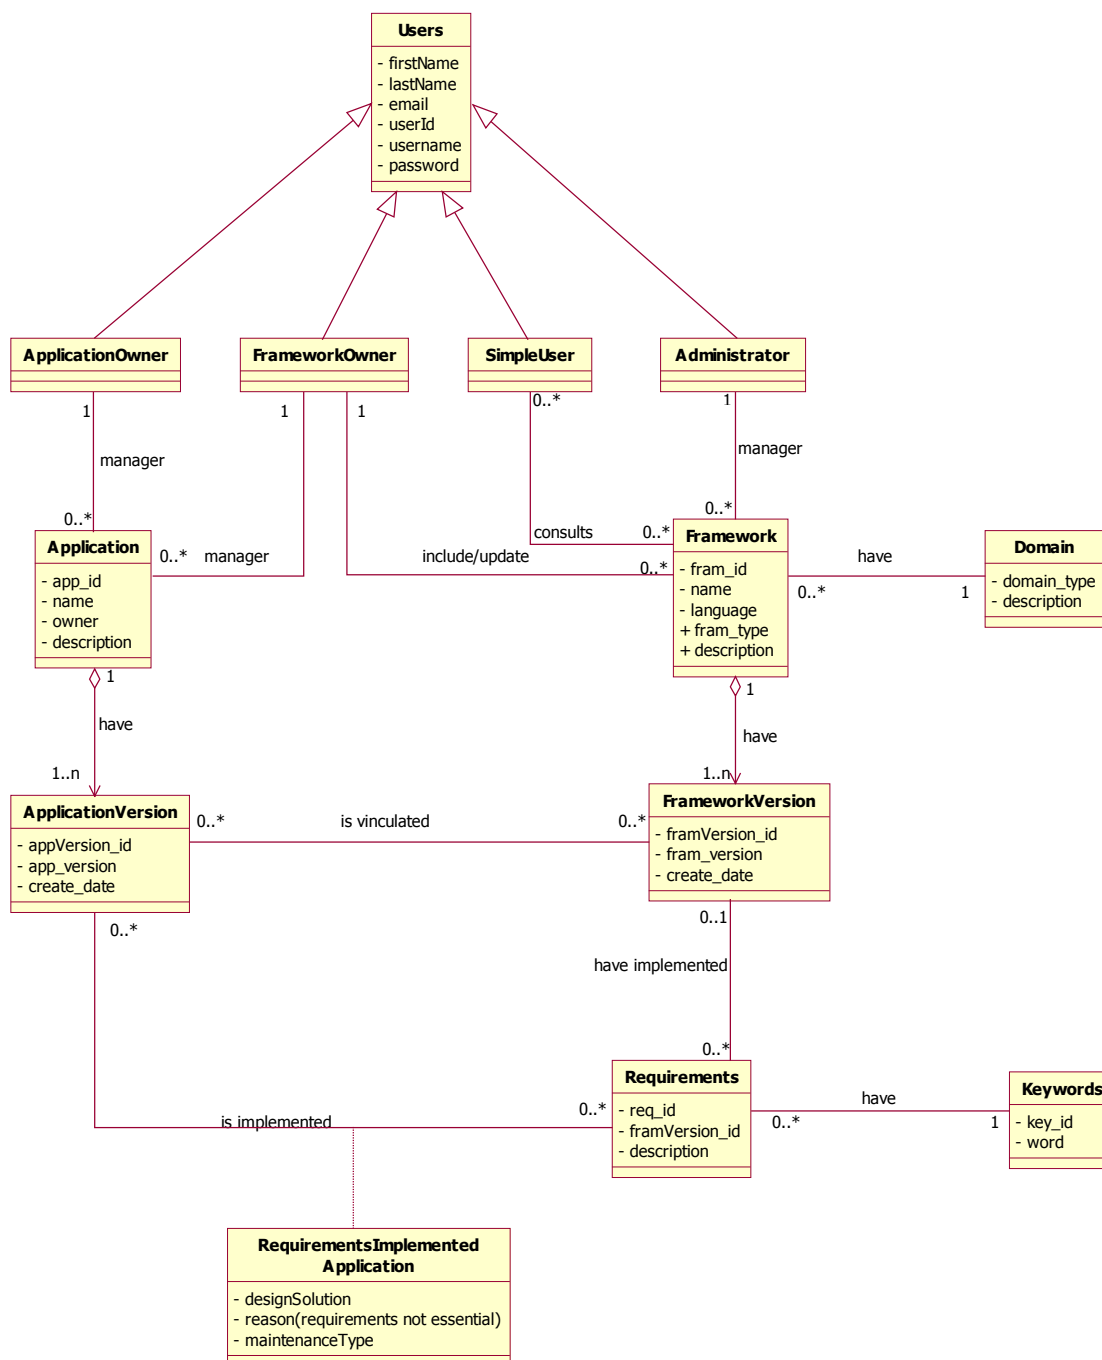 Users
- firstName
- lastName
- email
- userId
- username
- password
ApplicationOwner
FrameworkOwner
SimpleUser
Administrator
1
1
1
0..*
1
manager
manager
0..*
0..*
consults
0..*
Application
- app_id
- name
- owner
- description
0..*
manager
include/update
0..*
Framework
- fram_id
- name
- language
+ fram_type
+ description
have
0..*
1
Domain
- domain_type
- description
1
have
1..n
1
have
1..n
ApplicationVersion
- appVersion_id
- app_version
- create_date
0..*
is vinculated
0..*
FrameworkVersion
- framVersion_id
- fram_version
- create_date
0..*
0..1
have implemented
0..*
is implemented
0..*
Requirements
- req_id
- framVersion_id
- description
have
0..*
1
Keywords
- key_id
- word
RequirementsImplemented
Application
- designSolution
- reason(requirements not essential)
- maintenanceType